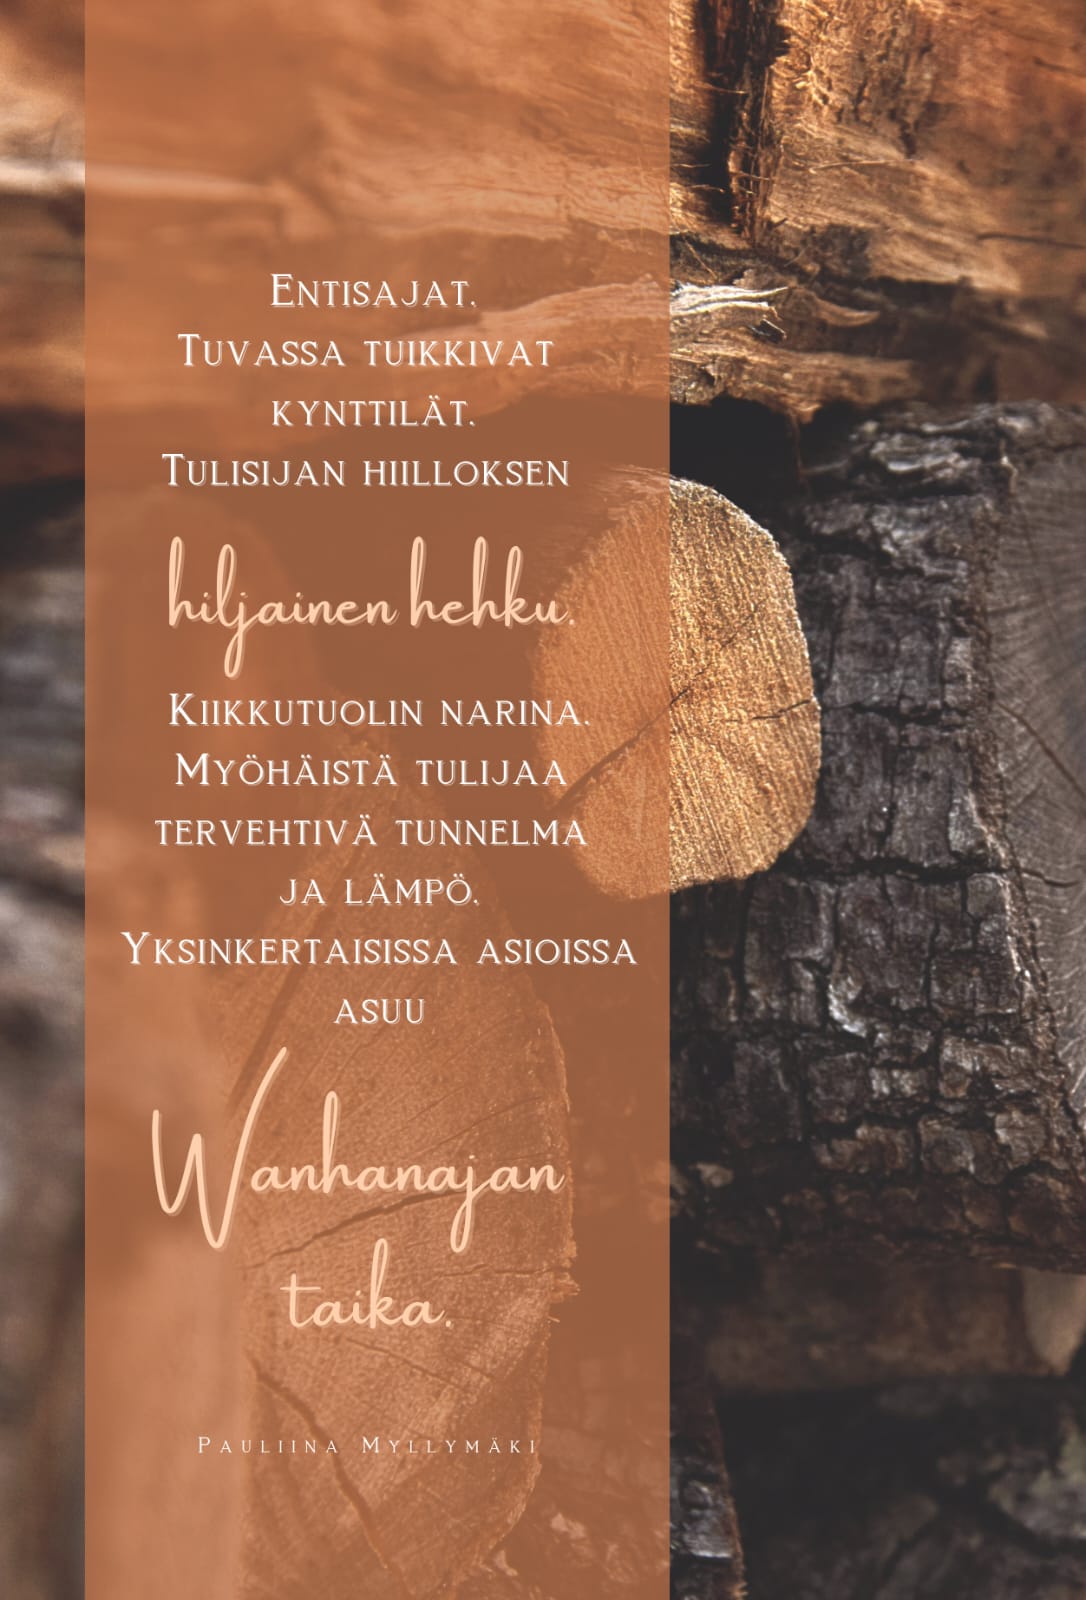 Entisajat.
Tuvassa tuikkivat
kynttilät.
Tulisijan hiilloksen
hiljainen hehku.
Kiikkutuolin narina.
Myöhäistä tulijaa
tervehtivä tunnelma
ja lämpö.
Yksinkertaisissa asioissa
asuu
Wanhanajan
taika.
Pauliina Myllymäki